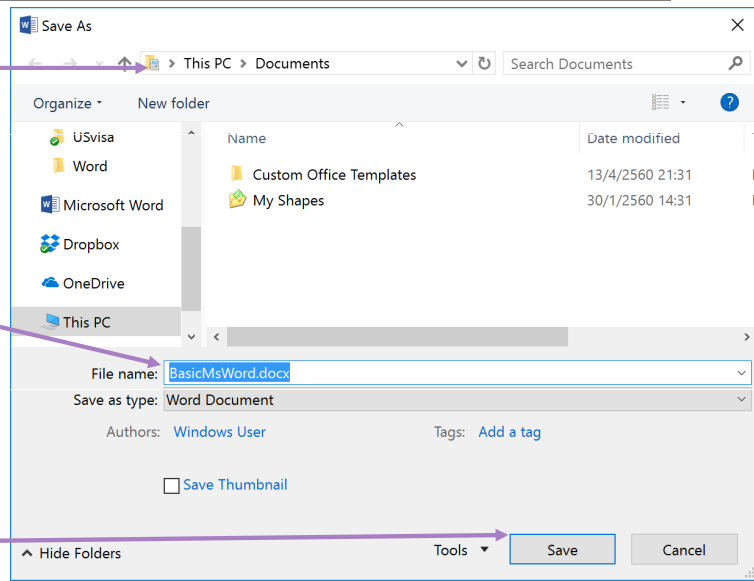 Save As
This PC > Documents
Search Documents
Organize
New folder
?
USvisa
Name
Date modified
Word
Custom Office Templates
13/4/2560 21:31
Microsoft Word
My Shapes
30/1/2560 14:31
Dropbox
OneDrive
This PC
File name: BasicMsWord.docx
Save as type: Word Document
Authors: Windows User
Tags: Add a tag
Save Thumbnail
Hide Folders
Tools
Save
Cancel